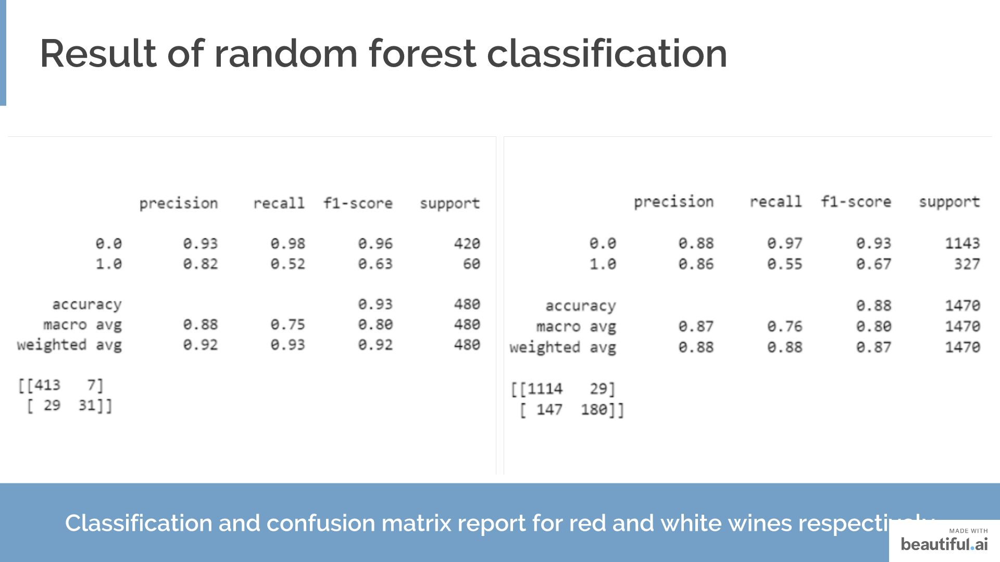 Result of random forest classification
precision recall f1-score support
0.0 0.93 0.98 0.96 420
1.0 0.82 0.52 0.63 60
accuracy 0.93 480
macro avg 0.88 0.75 0.80 480
weighted avg 0.92 0.93 0.92 480
[[413 7]
[ 29 31]]
precision recall f1-score support
0.0 0.88 0.97 0.93 1143
1.0 0.86 0.55 0.67 327
accuracy 0.88 1470
macro avg 0.87 0.76 0.80 1470
weighted avg 0.88 0.88 0.87 1470
[[1114 29]
[ 147 180]]
Classification and confusion matrix report for red and white wines respectively
MADE WITH
beautiful.ai